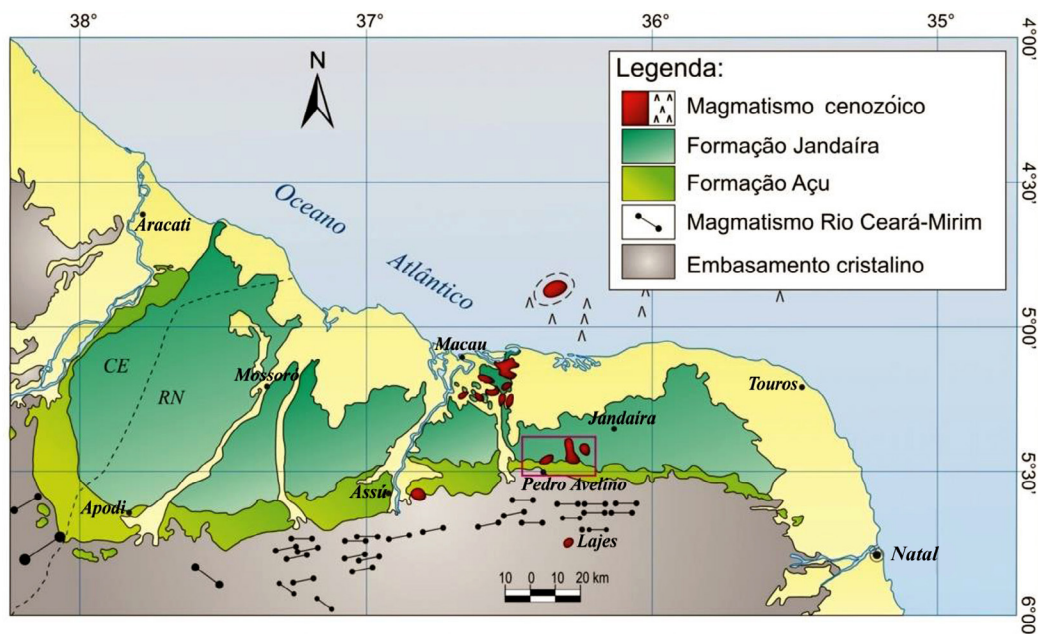 38°
37°
36°
35°
4°00'
4°30'
5°00'
5°30'
6°00'
N
Legenda:
Magmatismo cenozóico
Formação Jandaíra
Formação Açu
Magmatismo Rio Ceará-Mirim
Embasamento cristalino
Oceano
Atlântico
Aracati
CE
RN
Mossoró
Macau
Touros
Jandaíra
Assú
Pedro Avelino
Apodi
Lajes
Natal
10 0 20 km